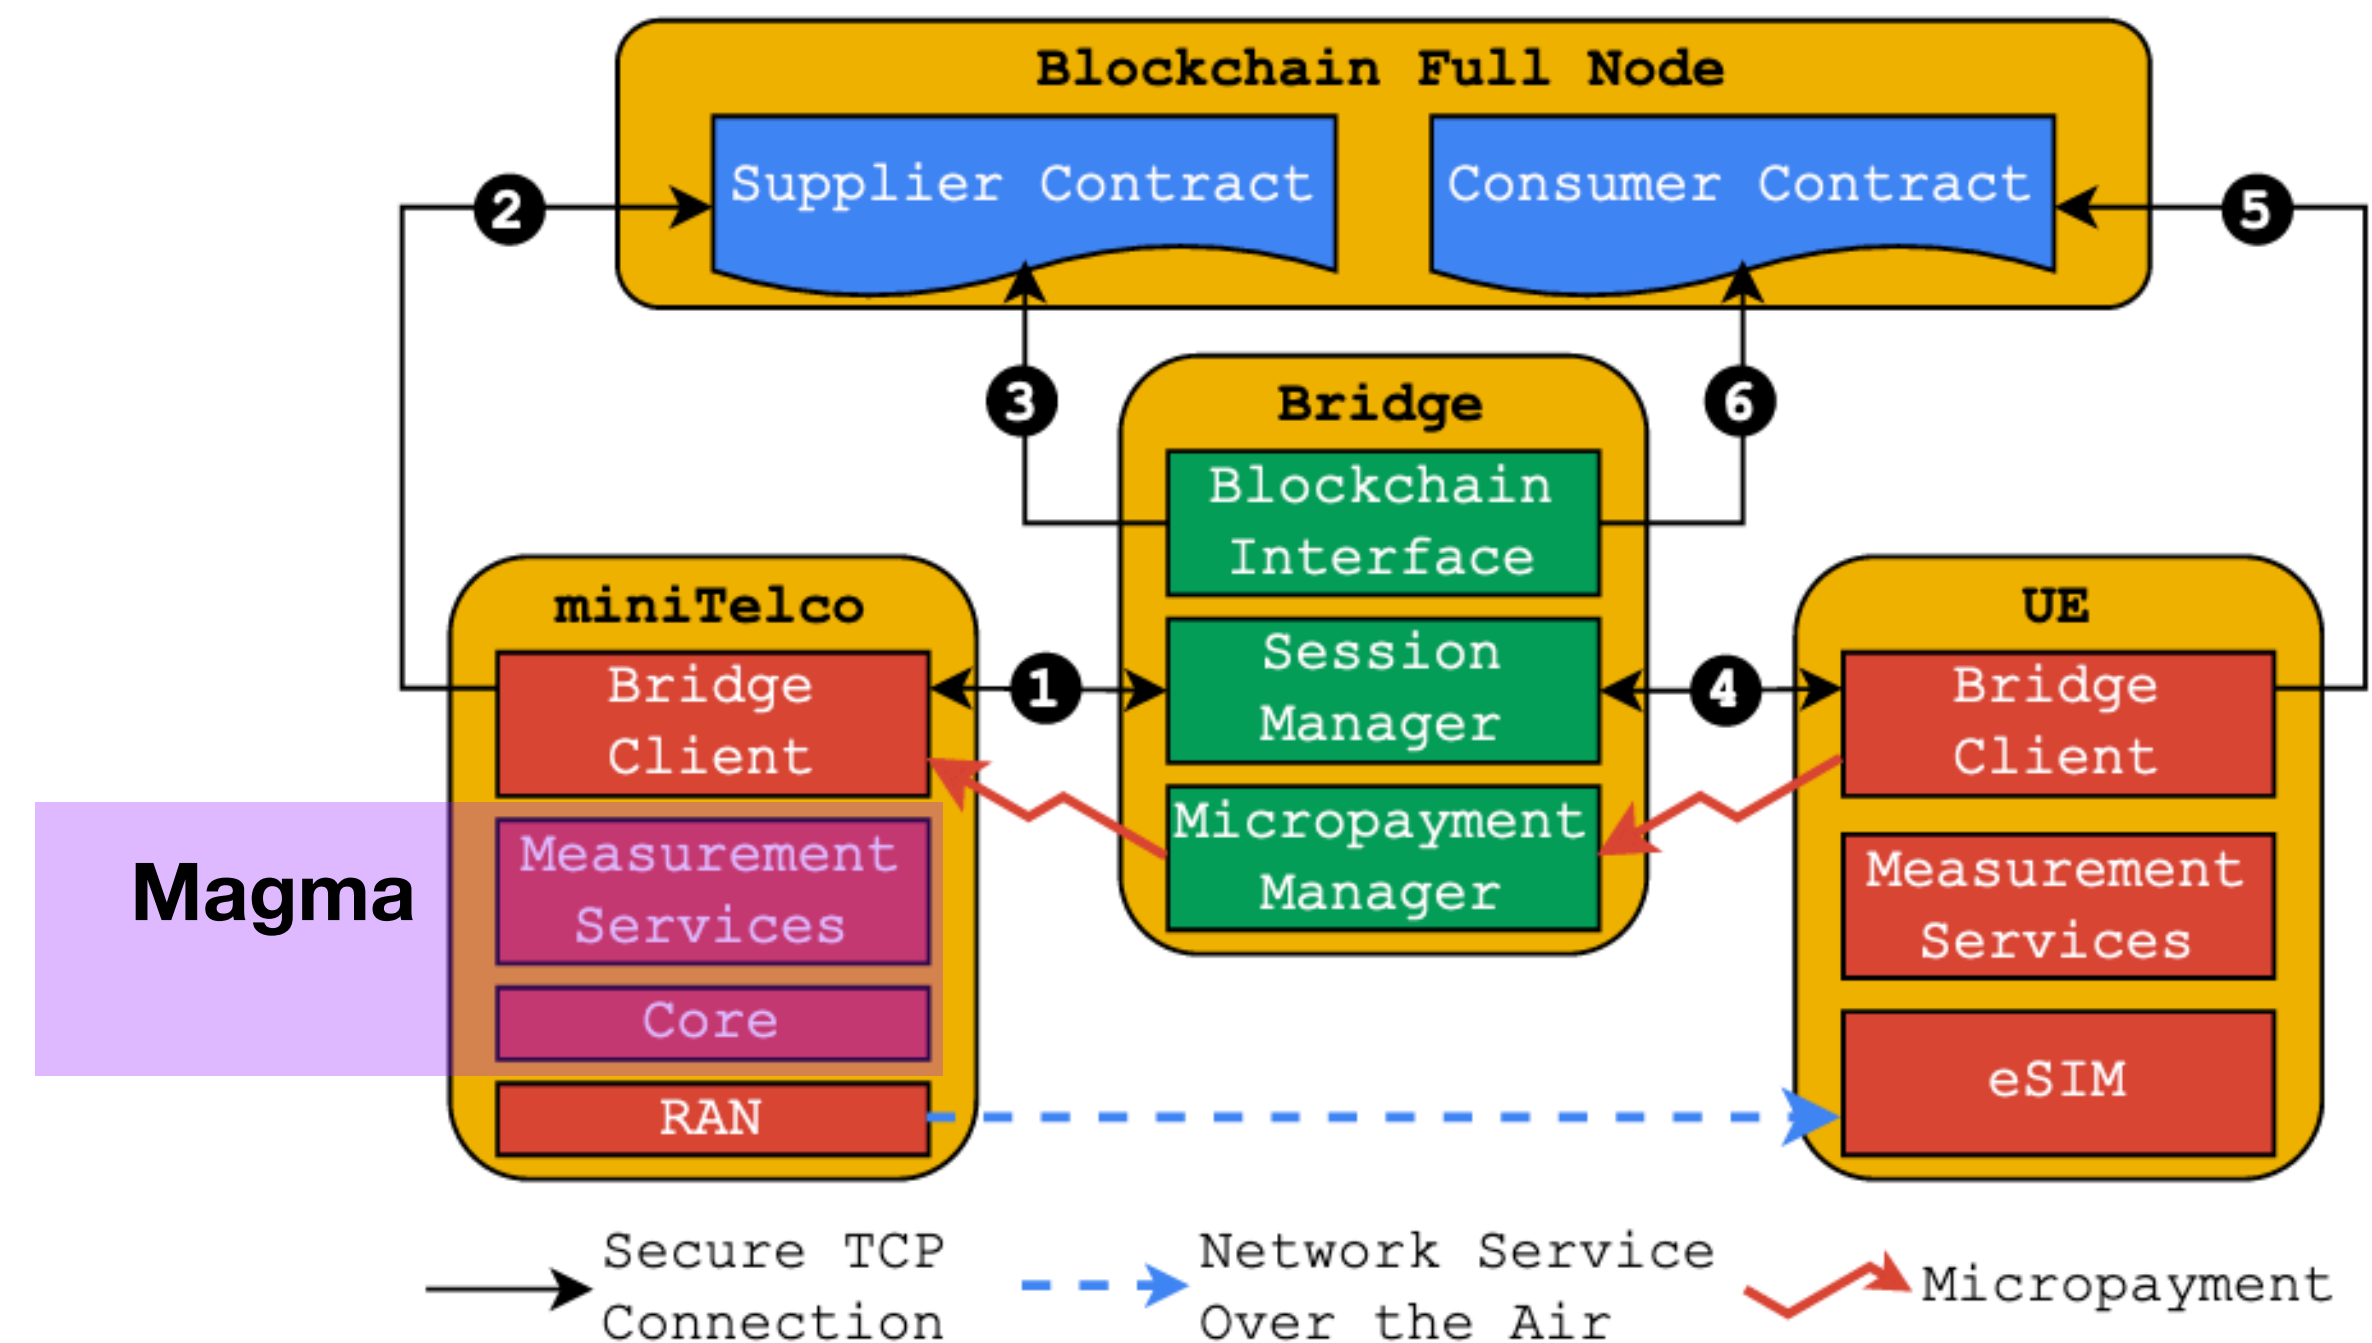 Blockchain Full Node
Supplier Contract
Consumer Contract
2
5
3
6
Bridge
Blockchain
Interface
Session
Manager
Micropayment
Manager
miniTelco
Bridge
Client
Measurement
Services
Core
RAN
1
4
UE
Bridge
Client
Measurement
Services
eSIM
Magma
Secure TCP
Connection
Network Service
Over the Air
Micropayment